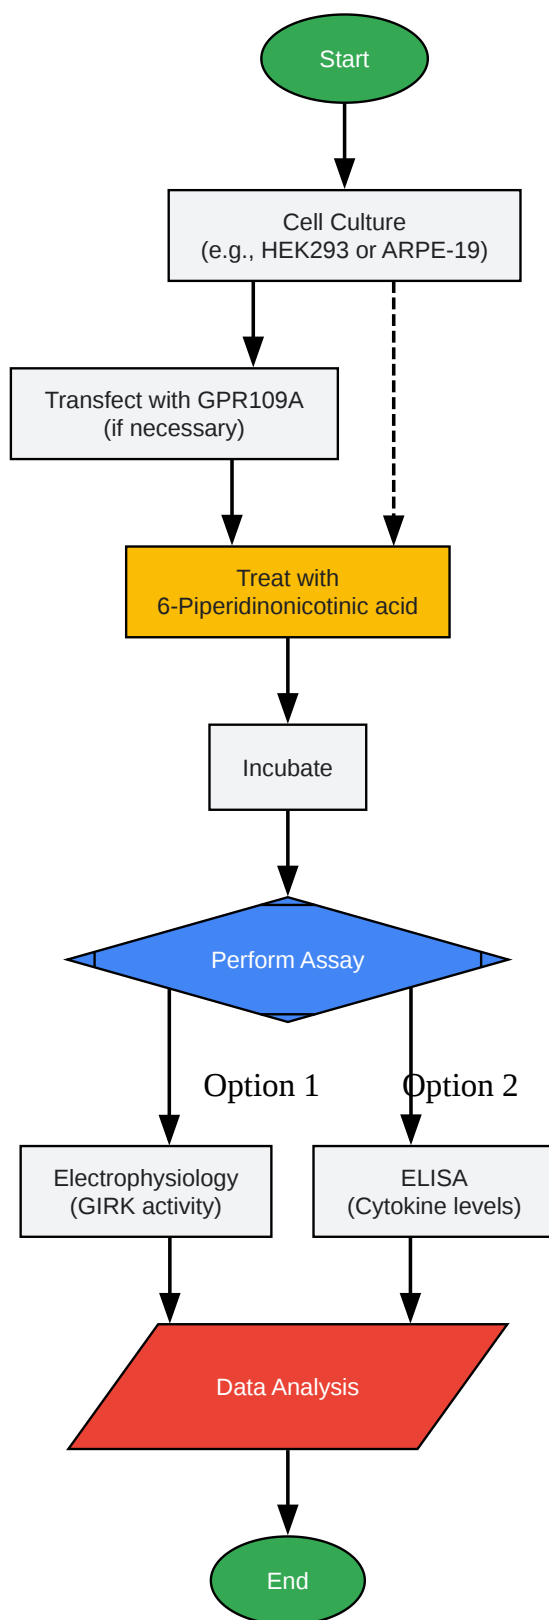 Start
Cell Culture
(e.g., HEK293 or ARPE-19)
Transfect with GPR109A
(if necessary)
Treat with
6-Piperidinonicotinic acid
Incubate
Perform Assay
Option 1
Option 2
Electrophysiology
(GIRK activity)
ELISA
(Cytokine levels)
Data Analysis
End